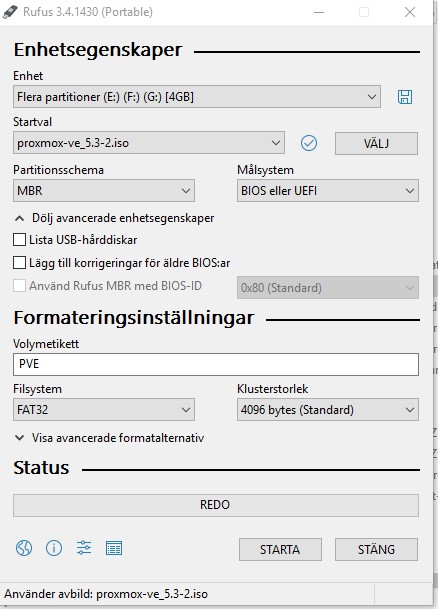 Rufus 3.4.1430 (Portable)
Enhetsegenskaper
Enhet
Flera partitioner (E:) (F:) (G:) [4GB]
Startval
proxmox-ve_5.3-2.iso
VÄLJ
Partitionsschema
Målsystem
MBR
BIOS eller UEFI
Dölj avancerade enhetsegenskaper
Lista USB-hårddiskar
Lägg till korrigeringar för äldre BIOS:ar
Använd Rufus MBR med BIOS-ID
0x80 (Standard)
Formateringsinställningar
Volymetikett
PVE
Filsystem
Klusterstorlek
FAT32
4096 bytes (Standard)
Visa avancerade formatalternativ
Status
REDO
STARTA
STÄNG
Använder avbild: proxmox-ve_5.3-2.iso